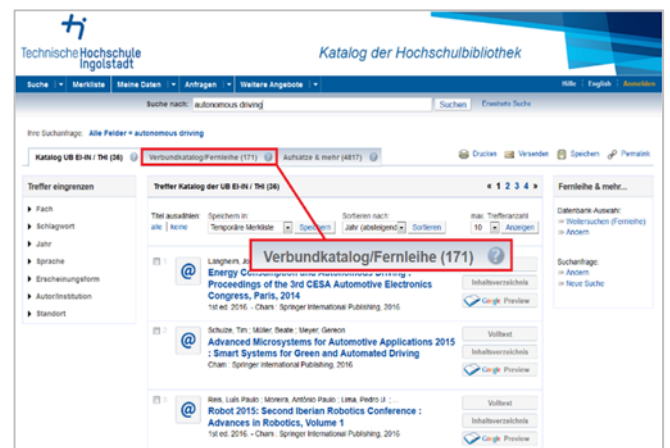 Technische Hochschule
Ingolstadt
Katalog der Hochschulbibliothek
Suche Merkliste Meine Daten Anfragen Weitere Angebote Hilfe English Anmelden
Suche nach: autonomous driving Suchen Erweiterte Suche
Ihre Suchanfrage: Alle Felder = autonomous driving
Katalog UB EI-IN / THI (36) Verbundkatalog/Fernleihe (171) Aufsätze & mehr (4817) Drucken Versenden Speichern Permalink
Treffer eingrenzen Treffer Katalog der UB EI-IN / THI (36) « 1 2 3 4 » Fernleihe & mehr...
Fach
Schlagwort
Jahr
Sprache
Erscheinungsform
Autor/Institution
Standort
Titel auswählen: Speichern in: Sortieren nach: max. Trefferanzahl
alle | keine Temporäre Merkliste Speichern Jahr (absteigend) Sortieren 10 Anzeigen
Datenbank-Auswahl:
Weitersuchen (Fernleihe)
Ändern
Suchanfrage:
Ändern
Neue Suche
Verbundkatalog/Fernleihe (171)
1 Langheim, Jo
Energy Consumption and Autonomous Driving :
Proceedings of the 3rd CESA Automotive Electronics
Congress, Paris, 2014
1st ed. 2016. - Cham : Springer International Publishing, 2016
Inhaltsverzeichnis
Google Preview
2 Schulze, Tim ; Müller, Beate ; Meyer, Gereon
Advanced Microsystems for Automotive Applications 2015
: Smart Systems for Green and Automated Driving
Cham : Springer International Publishing, 2016
Volltext
Inhaltsverzeichnis
Google Preview
3 Reis, Luís Paulo ; Moreira, António Paulo ; Lima, Pedro U. ; ...
Robot 2015: Second Iberian Robotics Conference :
Advances in Robotics, Volume 1
1st ed. 2016. - Cham : Springer International Publishing, 2016
Volltext
Inhaltsverzeichnis
Google Preview